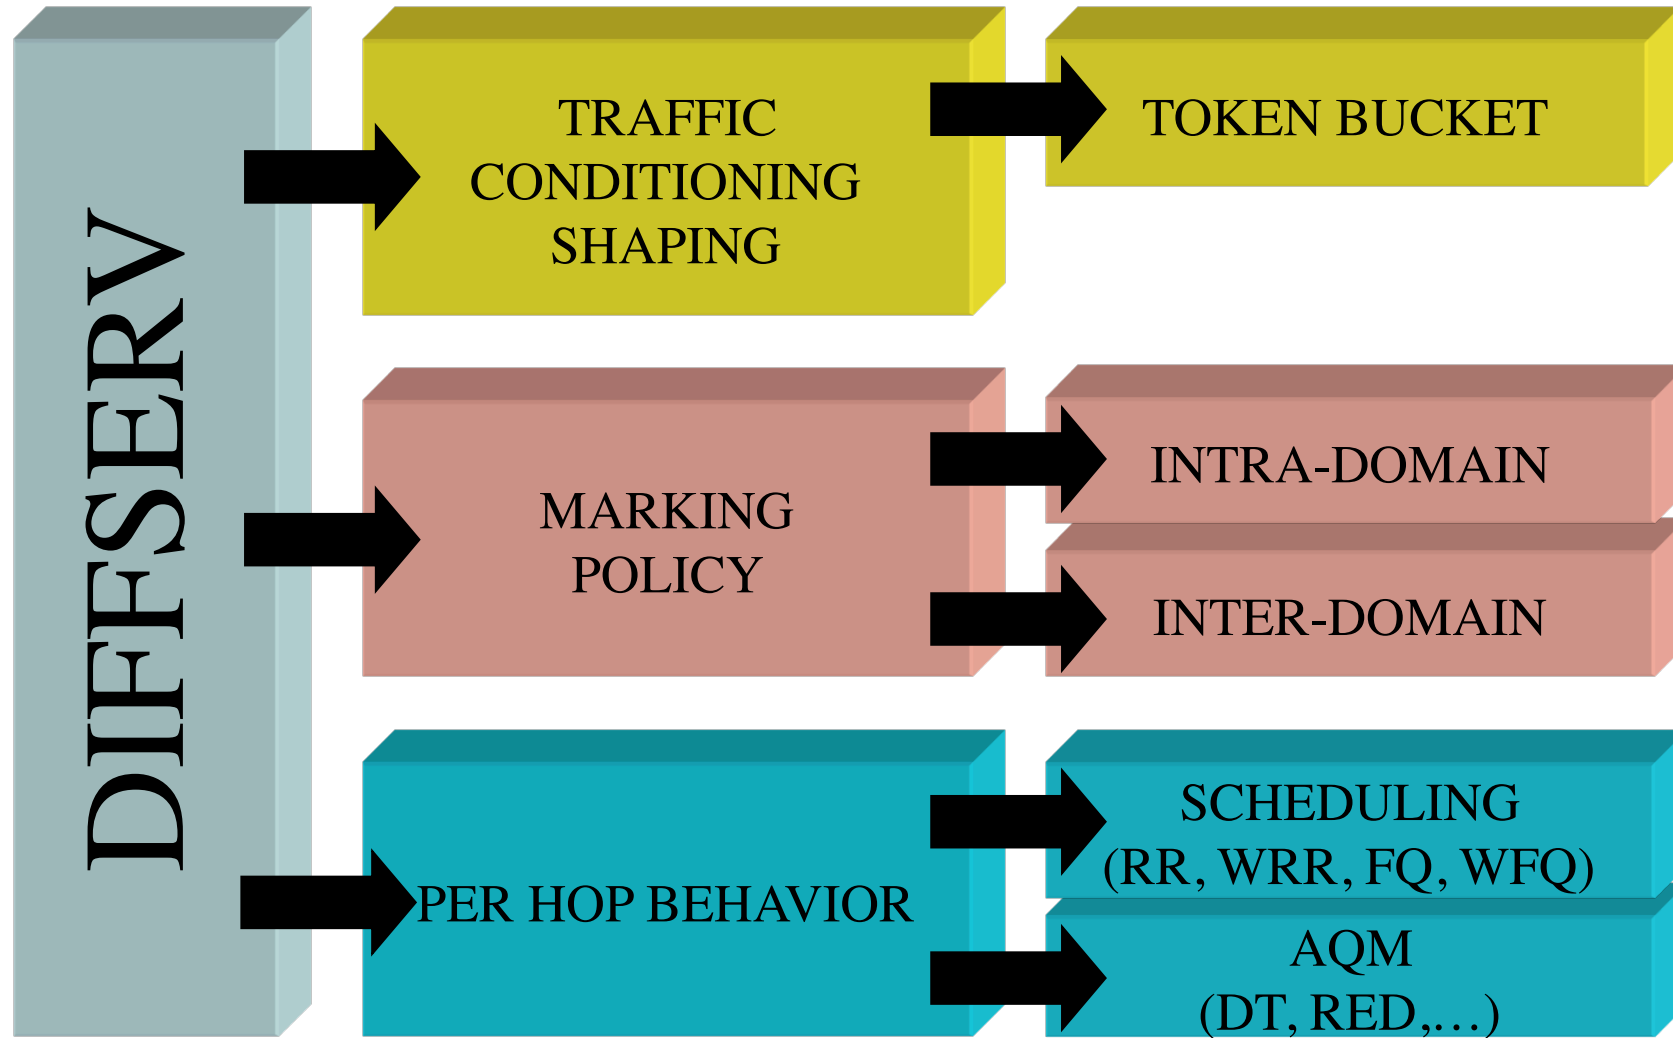 DIFFSERV
TRAFFIC
CONDITIONING
SHAPING
TOKEN BUCKET
MARKING
POLICY
INTRA-DOMAIN
INTER-DOMAIN
PER HOP BEHAVIOR
SCHEDULING
(RR, WRR, FQ, WFQ)
AQM
(DT, RED,…)